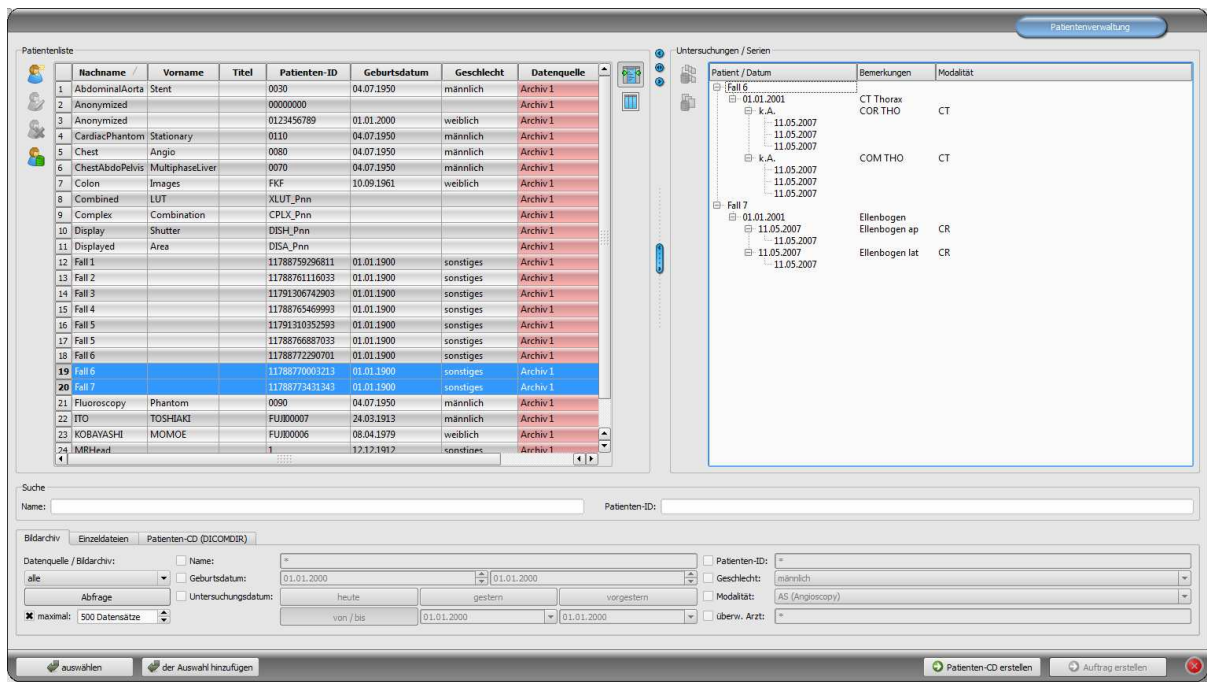 Patientenverwaltung
Patientenliste
Nachname Vorname Titel Patienten-ID Geburtsdatum Geschlecht Datenquelle
1 AbdominalAorta Stent 0030 04.07.1950 männlich Archiv 1
2 Anonymized 00000000 Archiv 1
3 Anonymized 0123456789 01.01.2000 weiblich Archiv 1
4 CardiacPhantom Stationary 0110 04.07.1950 männlich Archiv 1
5 Chest Angio 0080 04.07.1950 männlich Archiv 1
6 ChestAbdoPelvis MultiphaseLiver 0070 04.07.1950 männlich Archiv 1
7 Colon Images FKF 10.09.1961 weiblich Archiv 1
8 Combined LUT XLUT_Pnn Archiv 1
9 Complex Combination CPLX_Pnn Archiv 1
10 Display Shutter DISH_Pnn Archiv 1
11 Displayed Area DISA_Pnn Archiv 1
12 Fall 1 11788759296811 01.01.1900 sonstiges Archiv 1
13 Fall 2 11788761116033 01.01.1900 sonstiges Archiv 1
14 Fall 3 11791306742903 01.01.1900 sonstiges Archiv 1
15 Fall 4 11788765469993 01.01.1900 sonstiges Archiv 1
16 Fall 5 11791310352593 01.01.1900 sonstiges Archiv 1
17 Fall 5 11788766887033 01.01.1900 sonstiges Archiv 1
18 Fall 6 11788772290701 01.01.1900 sonstiges Archiv 1
19 Fall 6 11788770003213 01.01.1900 sonstiges Archiv 1
20 Fall 7 11788773431343 01.01.1900 sonstiges Archiv 1
21 Fluoroscopy Phantom 0090 04.07.1950 männlich Archiv 1
22 ITO TOSHIAKI FUJI00007 24.03.1913 männlich Archiv 1
23 KOBAYASHI MOMOE FUJI00006 08.04.1979 weiblich Archiv 1
24 MRHead 1 12.12.1912 sonstiges Archiv 1
Untersuchungen / Serien
Patient / Datum Bemerkungen Modalität
Fall 6
01.01.2001 CT Thorax
k.A. COR THO CT
11.05.2007
11.05.2007
11.05.2007
k.A. COM THO CT
11.05.2007
11.05.2007
11.05.2007
Fall 7
01.01.2001 Ellenbogen
11.05.2007 Ellenbogen ap CR
11.05.2007
11.05.2007 Ellenbogen lat CR
11.05.2007
Suche
Name: Patienten-ID:
Bildarchiv Einzeldateien Patienten-CD (DICOMDIR)
Datenquelle / Bildarchiv: Name: * Patienten-ID: *
alle Geburtsdatum: 01.01.2000 01.01.2000 Geschlecht: männlich
Abfrage Untersuchungsdatum: heute gestern vorgestern Modalität: AS (Angioscopy)
maximal: 500 Datensätze von / bis 01.01.2000 01.01.2000 überw. Arzt: *
auswählen der Auswahl hinzufügen Patienten-CD erstellen Auftrag erstellen